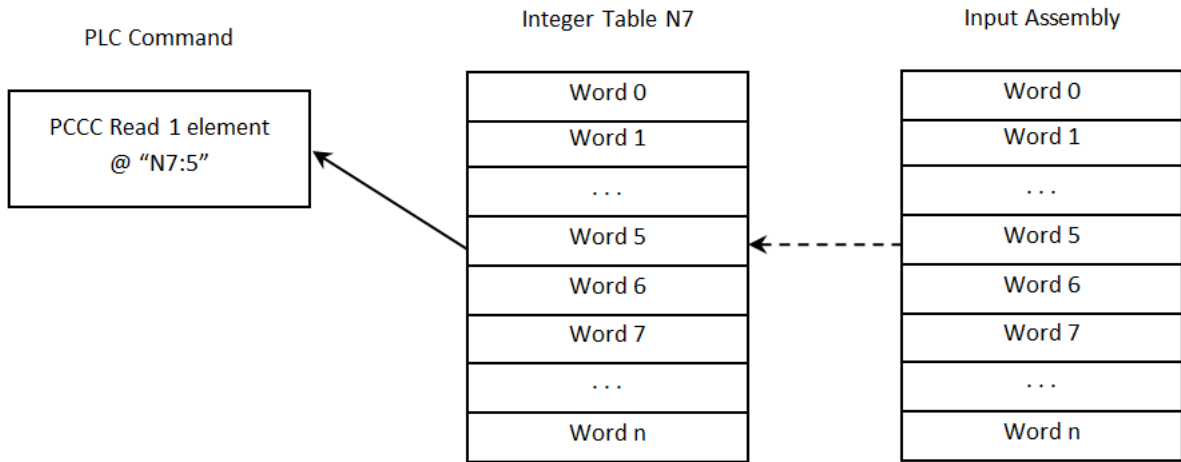 PLC Command
PCCC Read 1 element
@ “N7:5”
Integer Table N7
Word 0
Word 1
. . .
Word 5
Word 6
Word 7
. . .
Word n
Input Assembly
Word 0
Word 1
. . .
Word 5
Word 6
Word 7
. . .
Word n